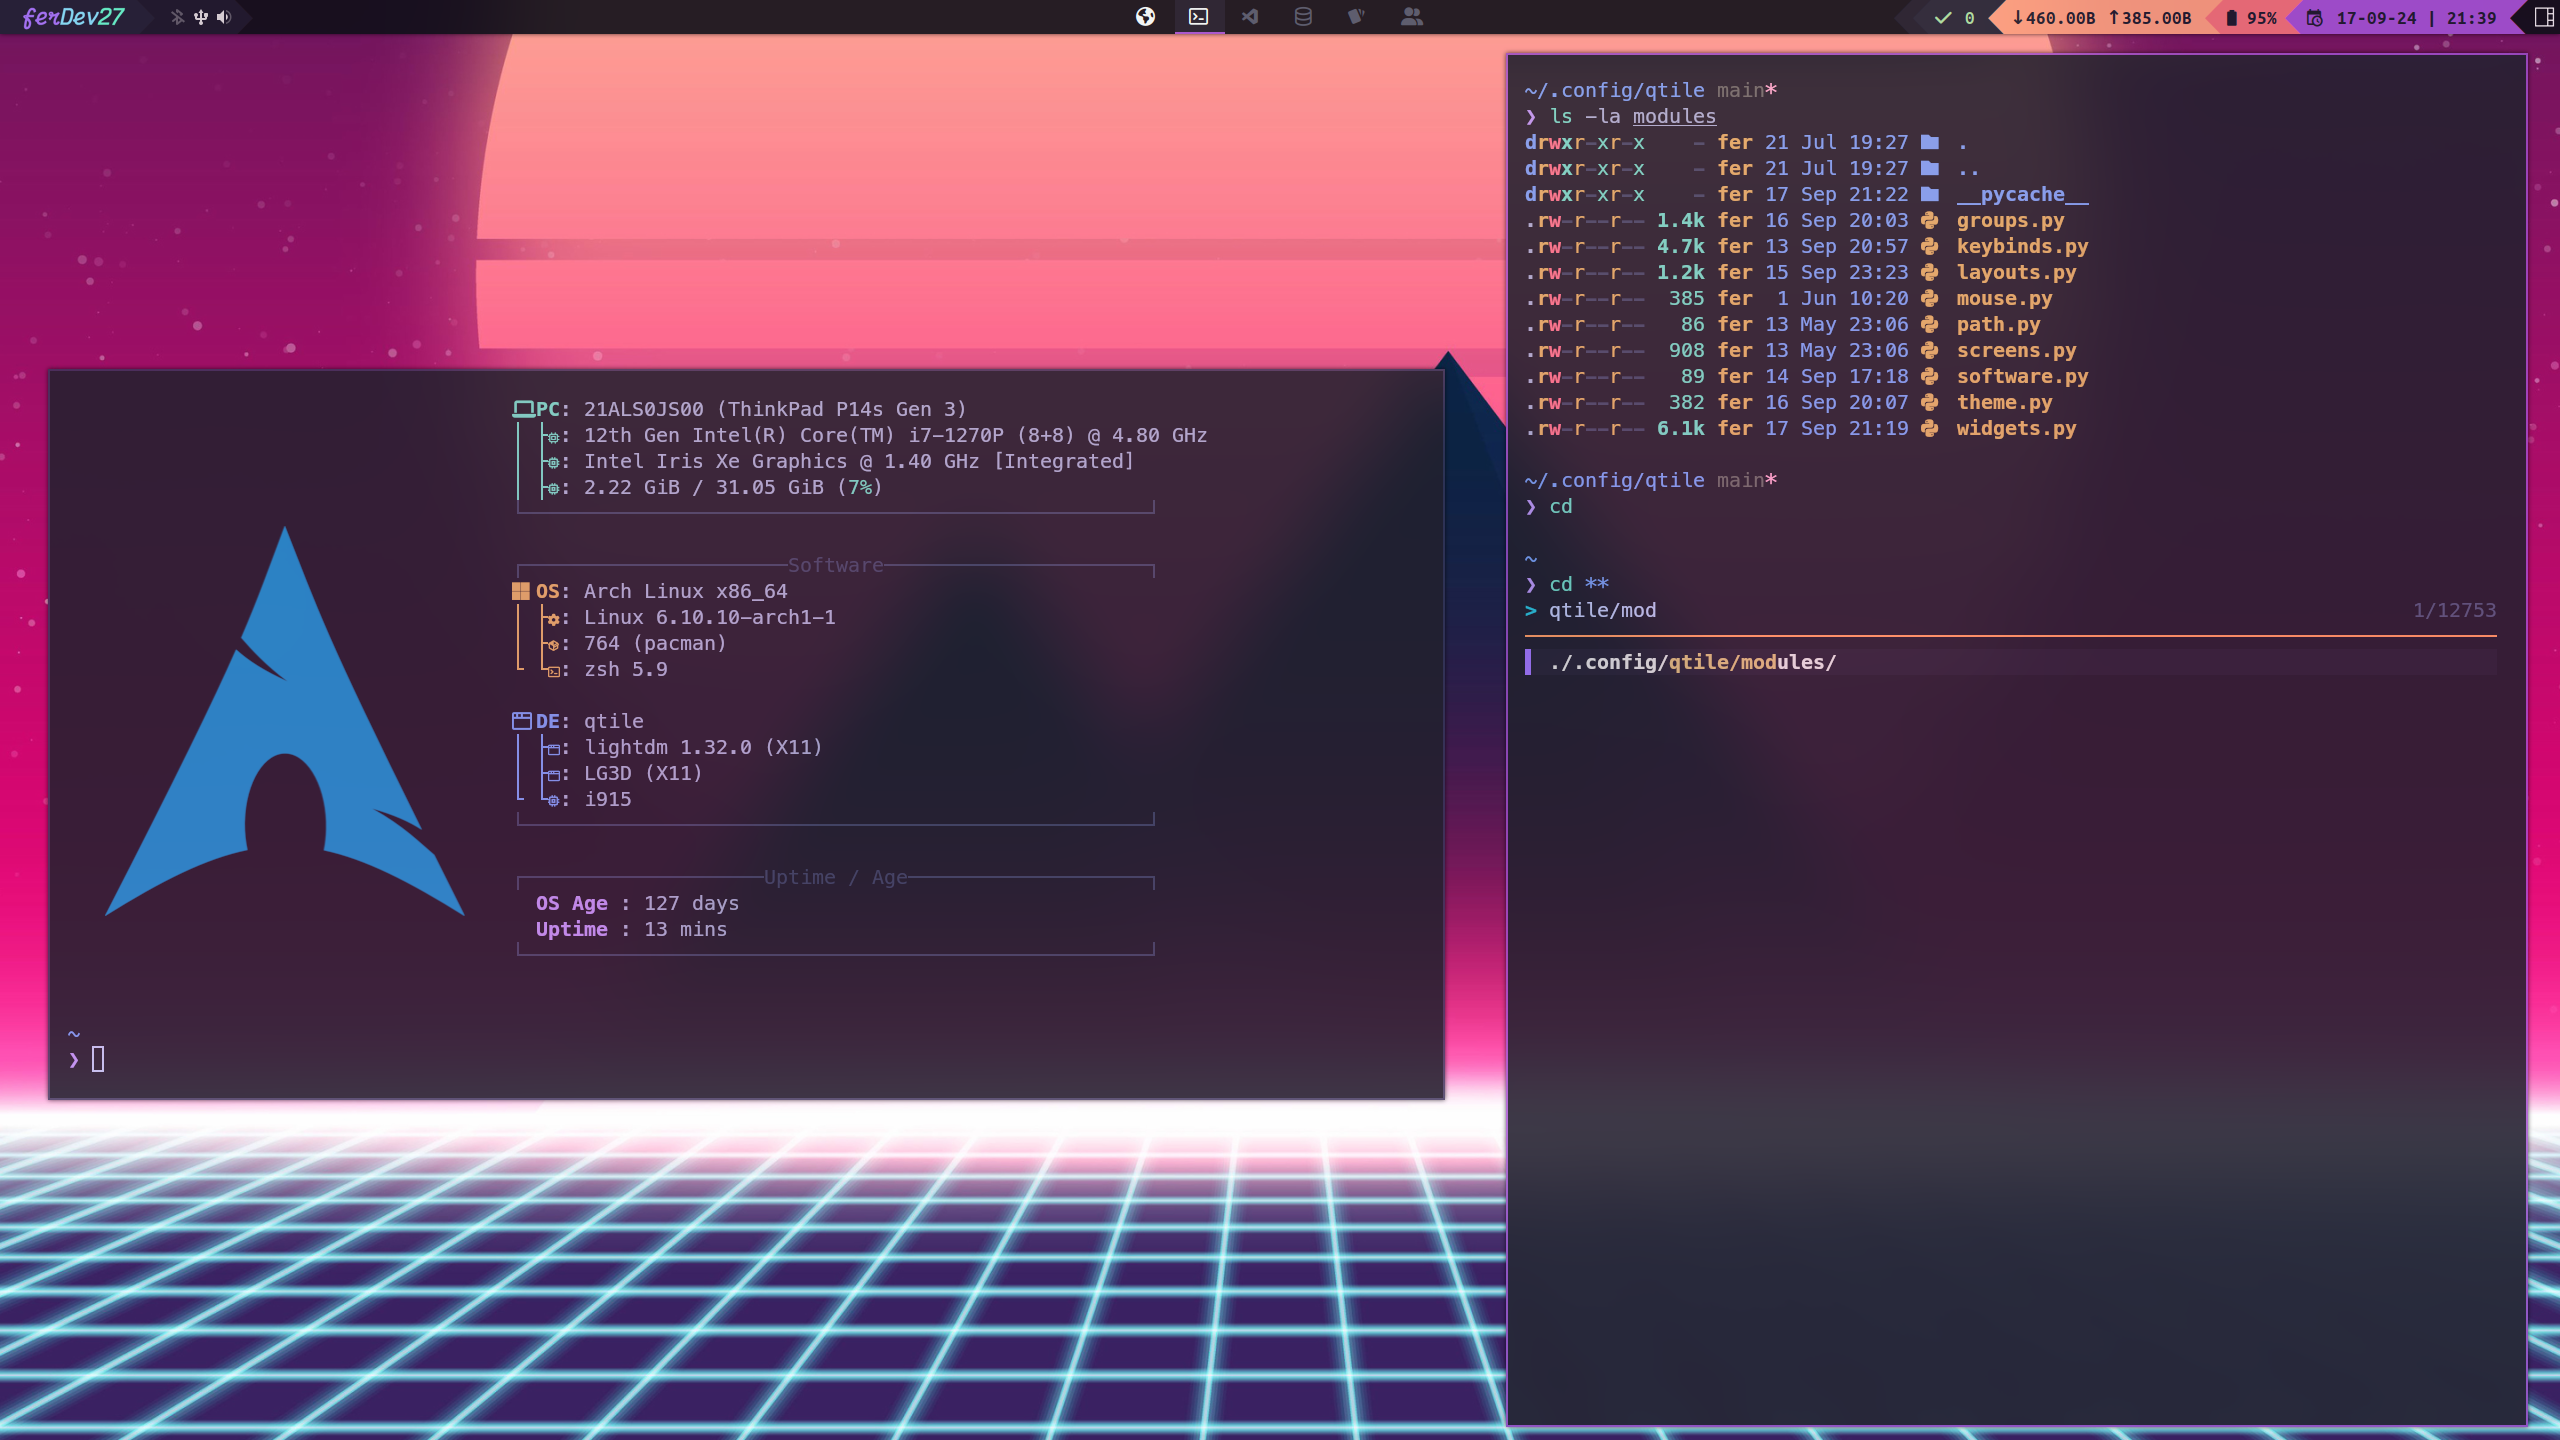 ferDev27
0 ↓460.00B ↑385.00B 95% 17-09-24 | 21:39
PC: 21ALS0JS00 (ThinkPad P14s Gen 3)
: 12th Gen Intel(R) Core(TM) i7-1270P (8+8) @ 4.80 GHz
: Intel Iris Xe Graphics @ 1.40 GHz [Integrated]
: 2.22 GiB / 31.05 GiB (7%)
Software
OS: Arch Linux x86_64
: Linux 6.10.10-arch1-1
: 764 (pacman)
: zsh 5.9
DE: qtile
: lightdm 1.32.0 (X11)
: LG3D (X11)
: i915
Uptime / Age
OS Age : 127 days
Uptime : 13 mins
~
❯
~/.config/qtile main*
❯ ls -la modules
drwxr-xr-x - fer 21 Jul 19:27 .
drwxr-xr-x - fer 21 Jul 19:27 ..
drwxr-xr-x - fer 17 Sep 21:22 __pycache__
.rw-r--r-- 1.4k fer 16 Sep 20:03 groups.py
.rw-r--r-- 4.7k fer 13 Sep 20:57 keybinds.py
.rw-r--r-- 1.2k fer 15 Sep 23:23 layouts.py
.rw-r--r-- 385 fer 1 Jun 10:20 mouse.py
.rw-r--r-- 86 fer 13 May 23:06 path.py
.rw-r--r-- 908 fer 13 May 23:06 screens.py
.rw-r--r-- 89 fer 14 Sep 17:18 software.py
.rw-r--r-- 382 fer 16 Sep 20:07 theme.py
.rw-r--r-- 6.1k fer 17 Sep 21:19 widgets.py
~/.config/qtile main*
❯ cd
~
❯ cd **
> qtile/mod 1/12753
./.config/qtile/modules/